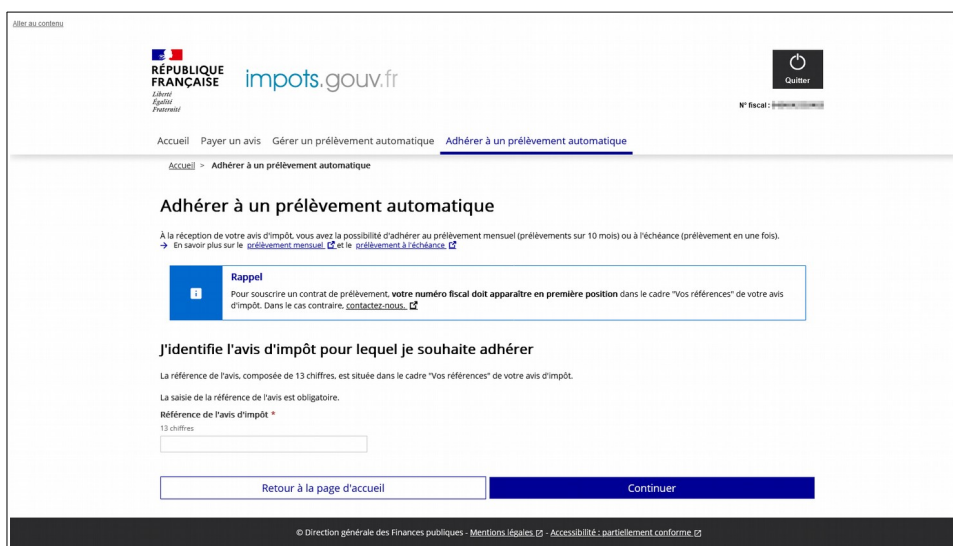 Aller au contenu
RÉPUBLIQUE
FRANÇAISE
Liberté
Égalité
Fraternité
impots.gouv.fr
Quitter
N° fiscal :
Accueil Payer un avis Gérer un prélèvement automatique Adhérer à un prélèvement automatique
Accueil > Adhérer à un prélèvement automatique
Adhérer à un prélèvement automatique
À la réception de votre avis d'impôt, vous avez la possibilité d'adhérer au prélèvement mensuel (prélèvements sur 10 mois) ou à l'échéance (prélèvement en une fois).
→ En savoir plus sur le prélèvement mensuel et le prélèvement à l'échéance
Rappel
Pour souscrire un contrat de prélèvement, votre numéro fiscal doit apparaître en première position dans le cadre "Vos références" de votre avis
d'impôt. Dans le cas contraire, contactez-nous.
J'identifie l'avis d'impôt pour lequel je souhaite adhérer
La référence de l'avis, composée de 13 chiffres, est située dans le cadre "Vos références" de votre avis d'impôt.
La saisie de la référence de l'avis est obligatoire.
Référence de l'avis d'impôt *
13 chiffres
Retour à la page d'accueil
Continuer
© Direction générale des Finances publiques - Mentions légales - Accessibilité : partiellement conforme